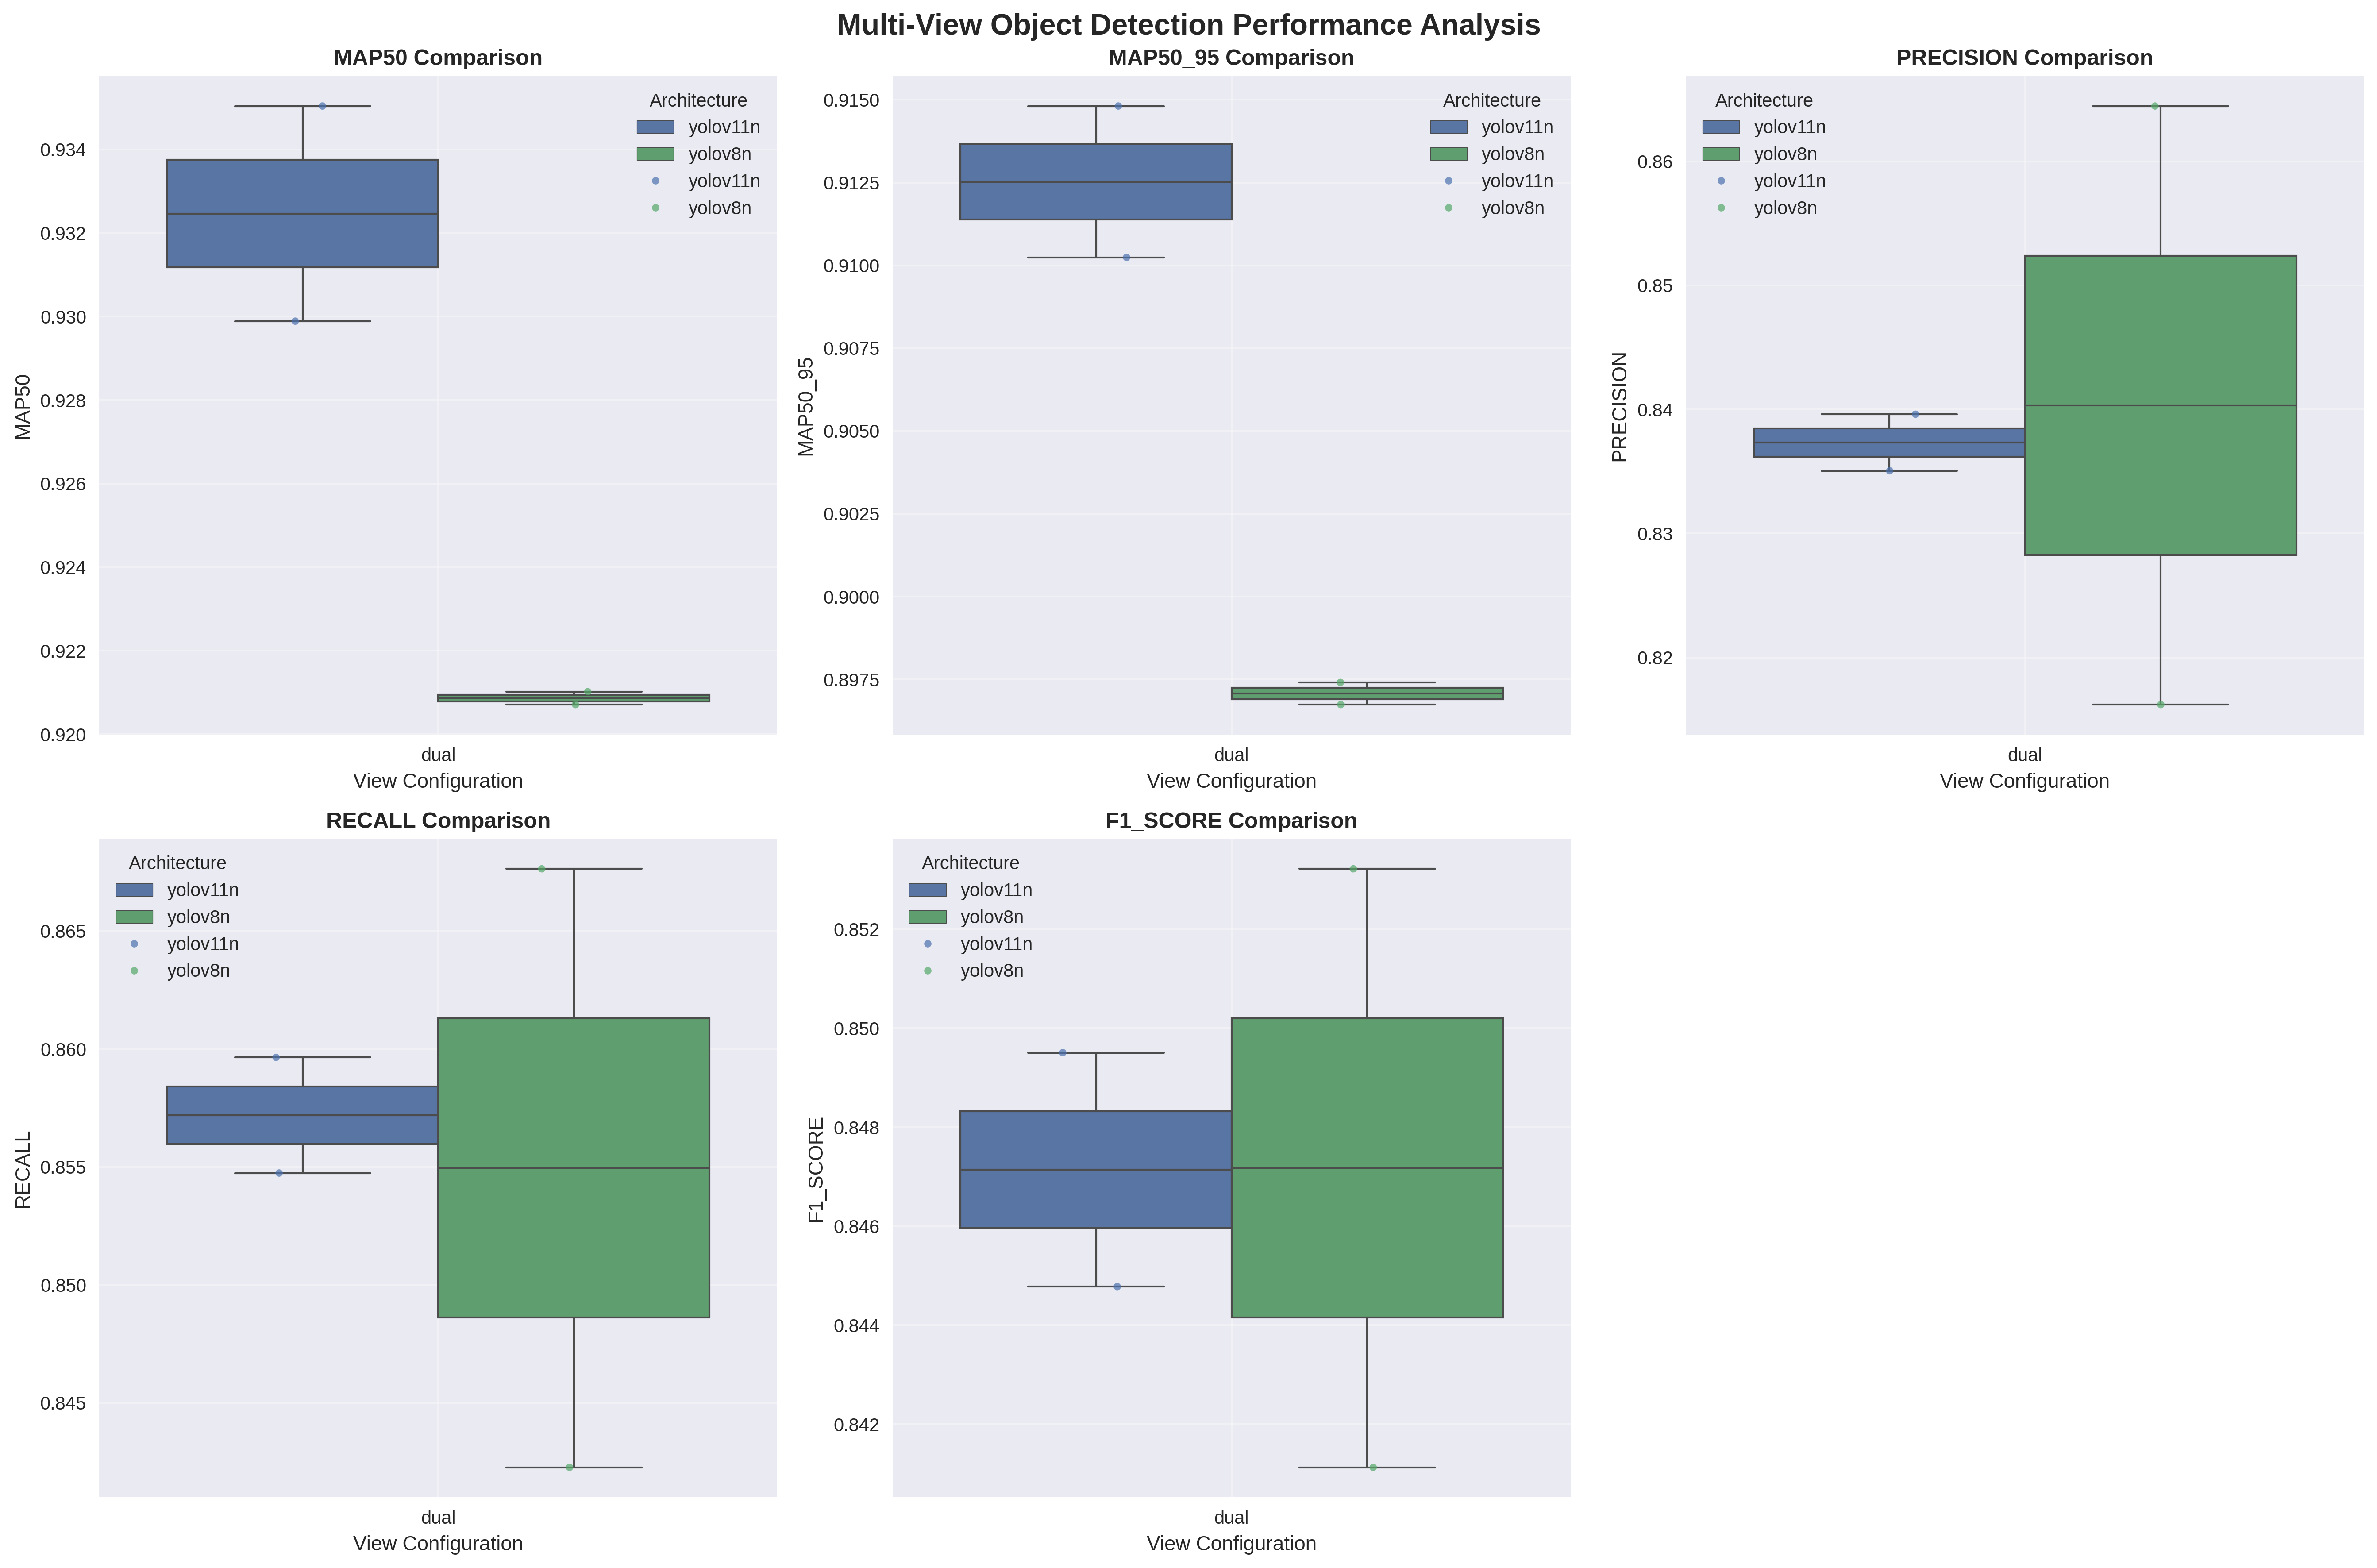 Multi-View Object Detection Performance Analysis
MAP50 Comparison
MAP50
0.934
0.932
0.930
0.928
0.926
0.924
0.922
0.920
Architecture
yolov11n
yolov8n
yolov11n
yolov8n
dual
View Configuration
MAP50_95 Comparison
MAP50_95
0.9150
0.9125
0.9100
0.9075
0.9050
0.9025
0.9000
0.8975
Architecture
yolov11n
yolov8n
yolov11n
yolov8n
dual
View Configuration
PRECISION Comparison
PRECISION
0.86
0.85
0.84
0.83
0.82
Architecture
yolov11n
yolov8n
yolov11n
yolov8n
dual
View Configuration
RECALL Comparison
RECALL
0.865
0.860
0.855
0.850
0.845
Architecture
yolov11n
yolov8n
yolov11n
yolov8n
dual
View Configuration
F1_SCORE Comparison
F1_SCORE
0.852
0.850
0.848
0.846
0.844
0.842
Architecture
yolov11n
yolov8n
yolov11n
yolov8n
dual
View Configuration